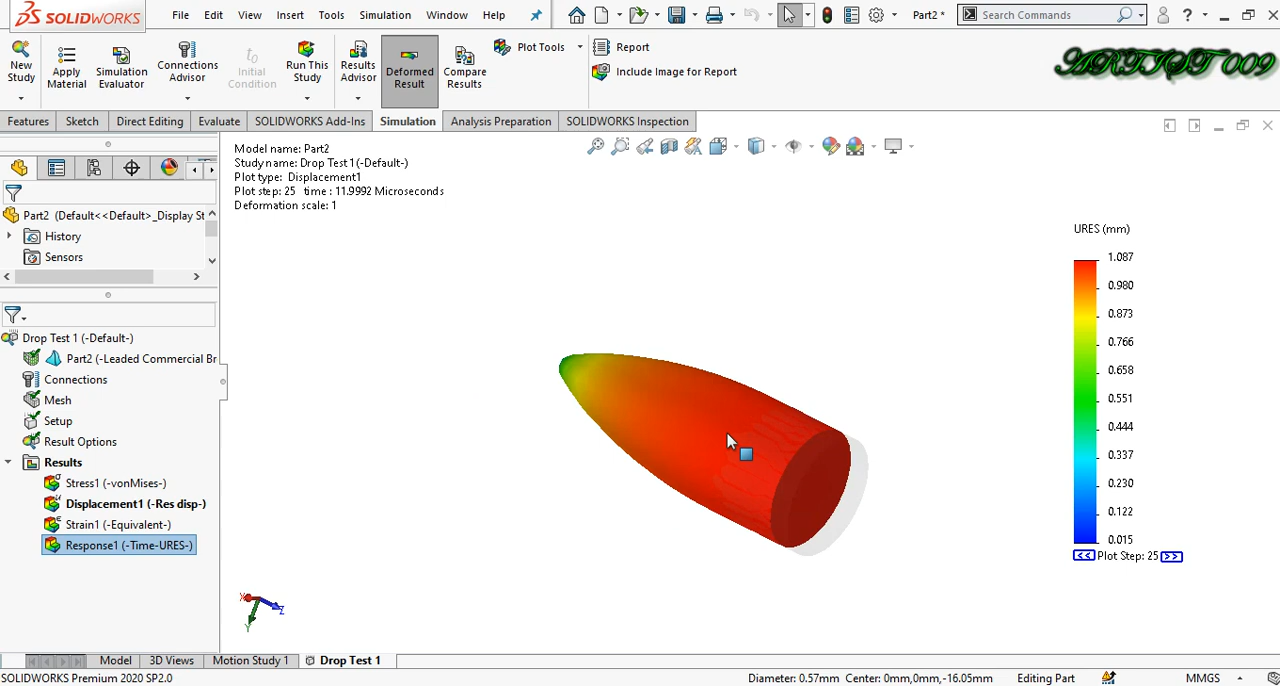 SOLIDWORKS
File Edit View Insert Tools Simulation Window Help
Part2 *
Search Commands
New Study
Apply Material
Simulation Evaluator
Connections Advisor
Initial Condition
Run This Study
Results Advisor
Deformed Result
Compare Results
Plot Tools
Report
Include Image for Report
ARTIST 009
Features Sketch Direct Editing Evaluate SOLIDWORKS Add-Ins Simulation Analysis Preparation SOLIDWORKS Inspection
Model name: Part2
Study name: Drop Test 1(-Default-)
Plot type: Displacement1
Plot step: 25 time : 11.9992 Microseconds
Deformation scale: 1
Part2 (Default<<Default>_Display St
History
Sensors
Drop Test 1 (-Default-)
Part2 (-Leaded Commercial Br
Connections
Mesh
Setup
Result Options
Results
Stress1 (-vonMises-)
Displacement1 (-Res disp-)
Strain1 (-Equivalent-)
Response1 (-Time-URES-)
URES (mm)
1.087
0.980
0.873
0.766
0.658
0.551
0.444
0.337
0.230
0.122
0.015
<< Plot Step: 25 >>
X
Y
Z
Model 3D Views Motion Study 1 Drop Test 1
SOLIDWORKS Premium 2020 SP2.0
Diameter: 0.57mm Center: 0mm,0mm,-16.05mm
Editing Part
MMGS